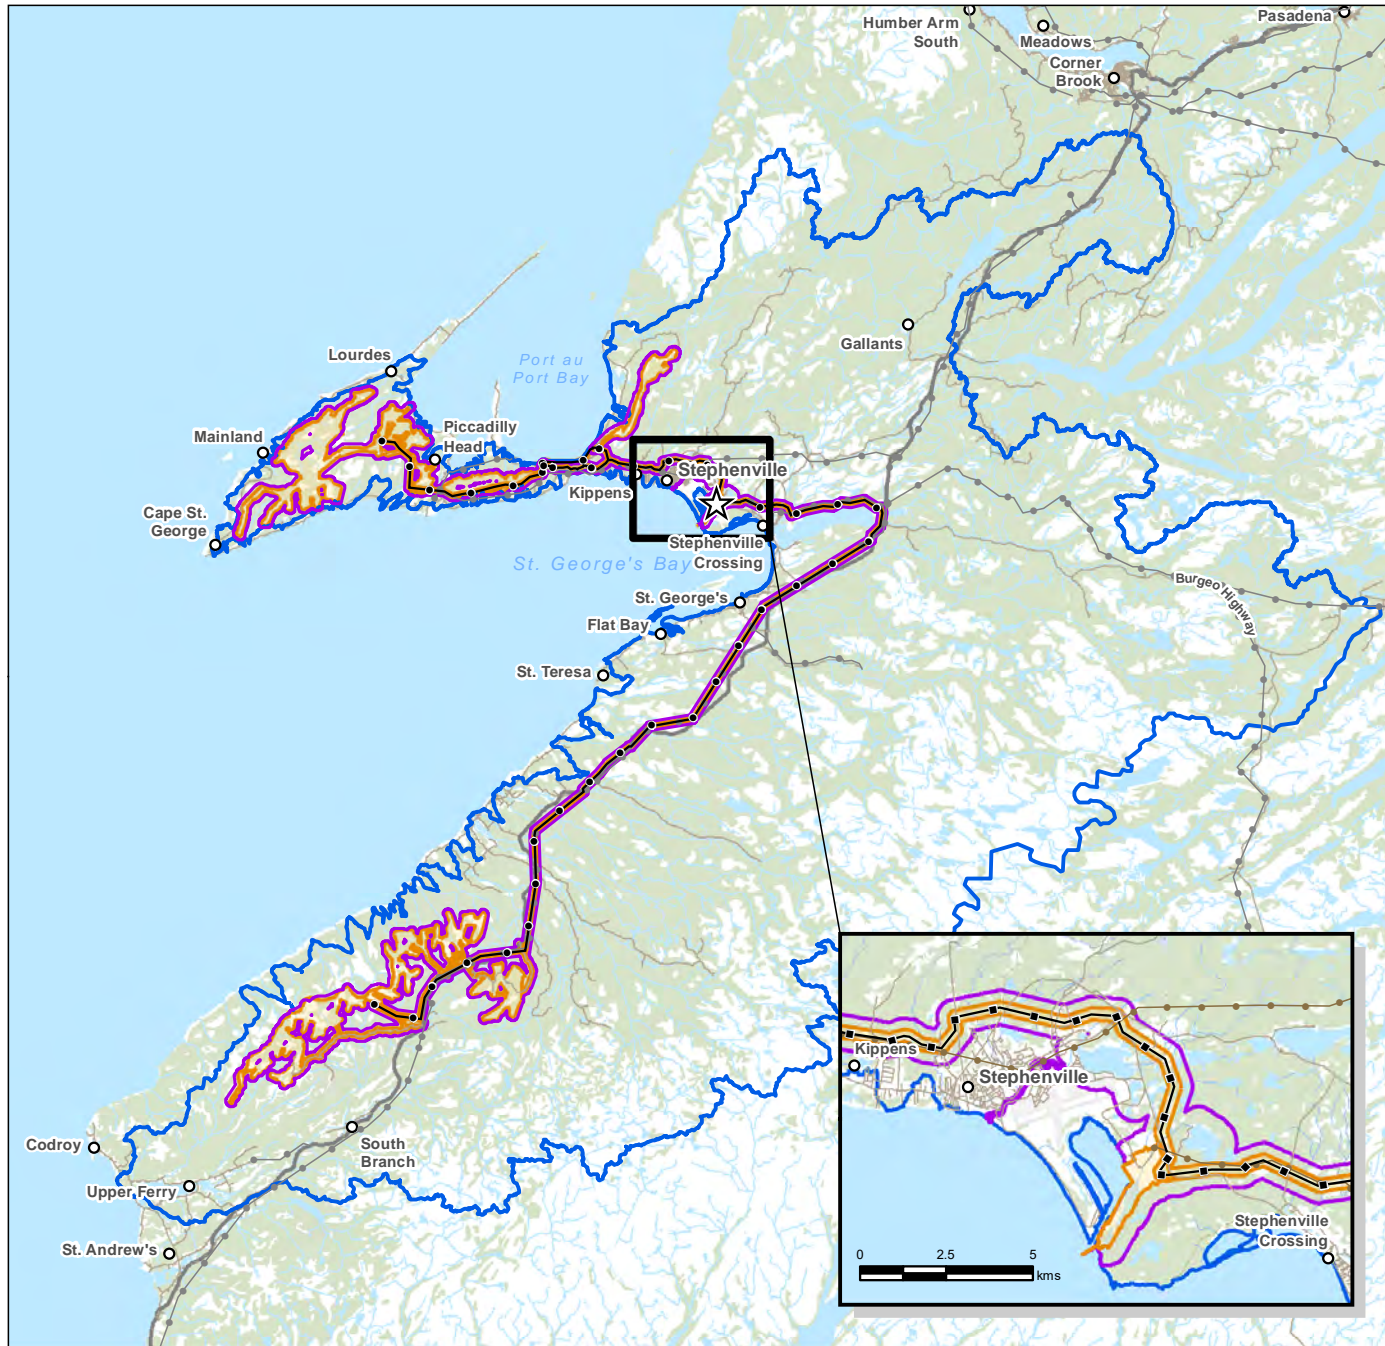 Pasadena
Humber Arm
South
Meadows
Corner
Brook
Gallants
Lourdes
Port au
Port Bay
Mainland
Piccadilly
Head
Stephenville
Kippens
Cape St.
George
Stephenville
Crossing
St. George's Bay
St. George's
Flat Bay
St. Teresa
Burgeo Highway
Codroy
South
Branch
Upper Ferry
St. Andrew's
Kippens
Stephenville
Stephenville
Crossing
0 2.5 5
kms